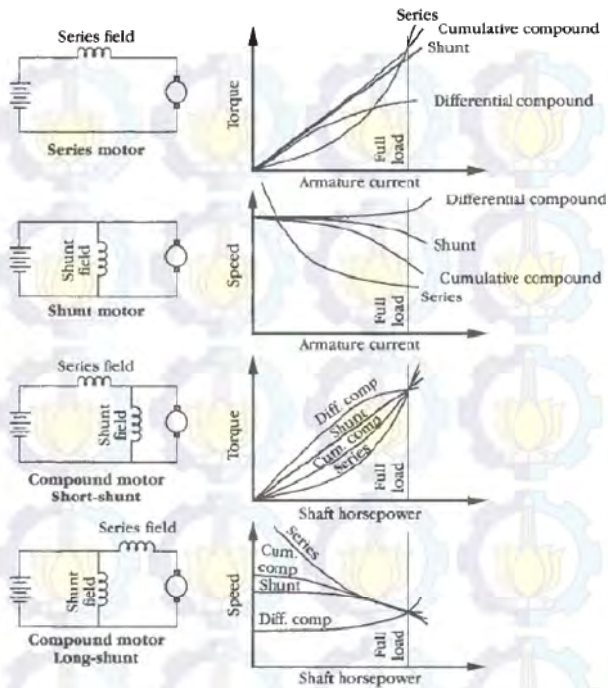 Series field
Series motor
Series
Cumulative compound
Shunt
Differential compound
Torque
Full
load
Armature current
Shunt
field
Shunt motor
Differential compound
Shunt
Cumulative compound
Series
Speed
Full
load
Armature current
Series field
Shunt
field
Compound motor
Short-shunt
Diff. comp
Shunt
Cum. comp
Series
Torque
Full
load
Shaft horsepower
Series field
Shunt
field
Compound motor
Long-shunt
Series
Cum.
comp
Shunt
Diff. comp
Speed
Full
load
Shaft horsepower